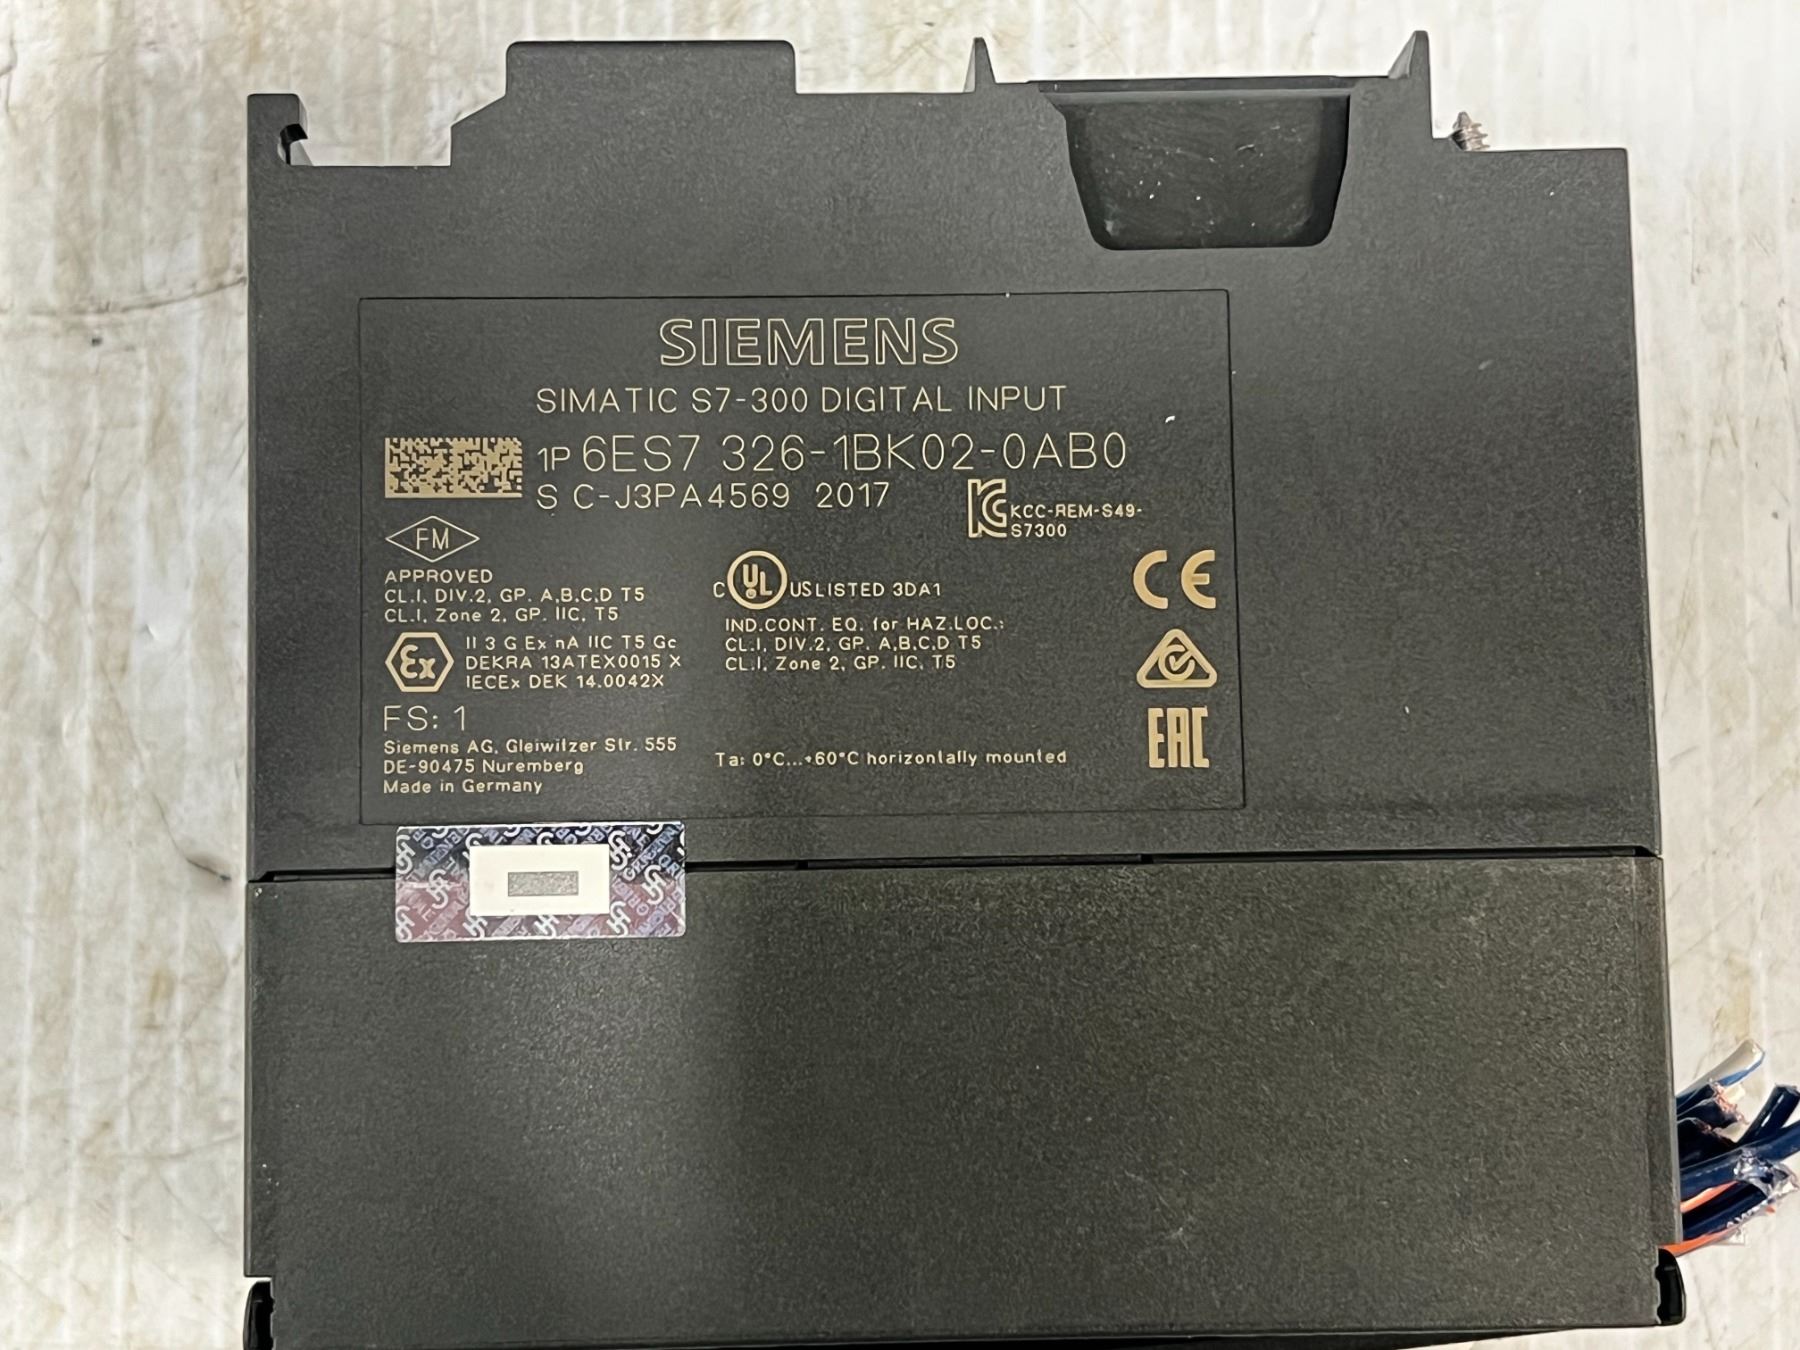 SIEMENS
SIMATIC S7-300 DIGITAL INPUT
1P 6ES7 326-1BK02-0AB0
S C-J3PA4569 2017
KCC-REM-S49-
S7300
FM
APPROVED
CL.I, DIV.2, GP. A,B,C,D T5
CL.I, Zone 2, GP. IIC, T5
Ex
II 3 G Ex nA IIC T5 Gc
DEKRA 13ATEX0015 X
IECEx DEK 14.0042X
FS: 1
Siemens AG, Gleiwitzer Str. 555
DE-90475 Nuremberg
Made in Germany
C UL US LISTED 3DA1
IND.CONT. EQ. for HAZ.LOC.:
CL.I, DIV.2, GP. A,B,C,D T5
CL.I, Zone 2, GP. IIC, T5
Ta: 0°C...+60°C horizontally mounted
CE
EAC